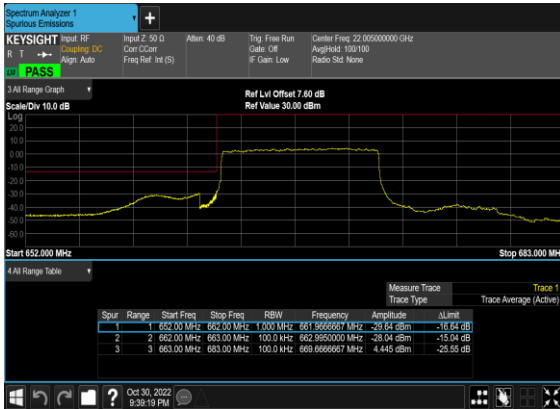 Spectrum Analyzer 1
Spurious Emissions
+
KEYSIGHT Input: RF Input Z: 50 Ω Atten: 40 dB Trig: Free Run Center Freq: 22.005000000 GHz
R T Coupling: DC Corr CCorr Gate: Off Avg|Hold: 100/100
Align: Auto Freq Ref: Int (S) IF Gain: Low Radio Std: None
LXI PASS
3 All Range Graph
Ref Lvl Offset 7.60 dB
Scale/Div 10.0 dB Ref Value 30.00 dBm
Log
20.0
10.0
0.00
-10.0
-20.0
-30.0
-40.0
-50.0
-60.0
Start 652.000 MHz Stop 683.000 MH
4 All Range Table
Measure Trace Trace 1
Trace Type Trace Average (Active)
Spur Range Start Freq Stop Freq RBW Frequency Amplitude ΔLimit
1 1 652.00 MHz 662.00 MHz 1.000 MHz 661.9666667 MHz -29.64 dBm -16.64 dB
2 2 662.00 MHz 663.00 MHz 100.0 kHz 662.9950000 MHz -28.04 dBm -15.04 dB
3 3 663.00 MHz 683.00 MHz 100.0 kHz 669.6666667 MHz 4.445 dBm -25.55 dB
? Oct 30, 2022
9:39:19 PM